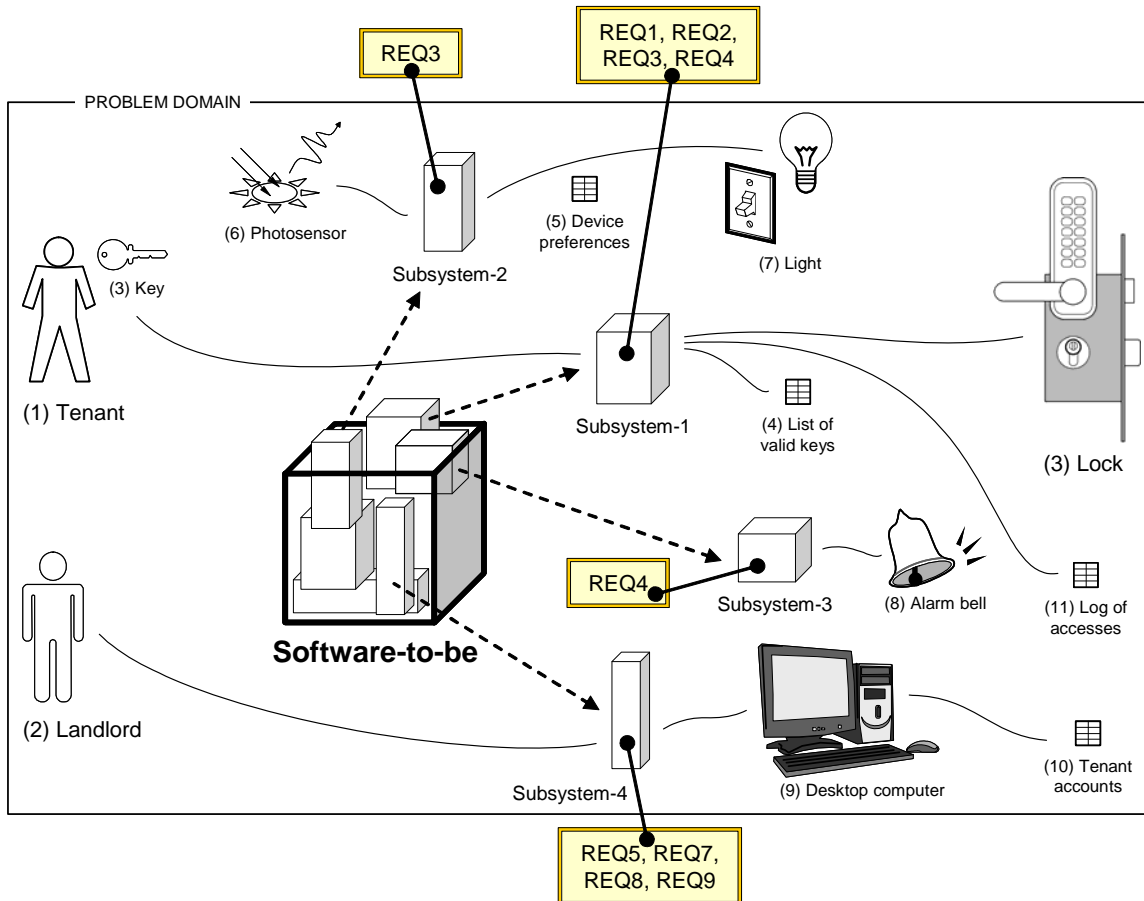 REQ3
REQ1, REQ2,
REQ3, REQ4
PROBLEM DOMAIN
(6) Photosensor
(5) Device
preferences
(7) Light
Subsystem-2
(3) Key
(1) Tenant
Subsystem-1
(4) List of
valid keys
(3) Lock
REQ4
Subsystem-3
(8) Alarm bell
(11) Log of
accesses
Software-to-be
(2) Landlord
Subsystem-4
(9) Desktop computer
(10) Tenant
accounts
REQ5, REQ7,
REQ8, REQ9